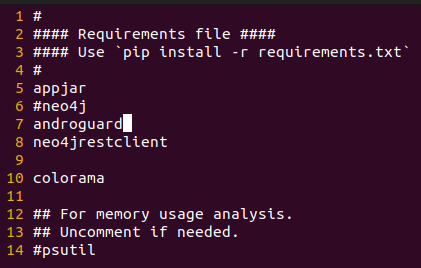 1 #
2 #### Requirements file ####
3 #### Use `pip install -r requirements.txt`
4 #
5 appjar
6 #neo4j
7 androguard
8 neo4jrestclient
9
10 colorama
11
12 ## For memory usage analysis.
13 ## Uncomment if needed.
14 #psutil